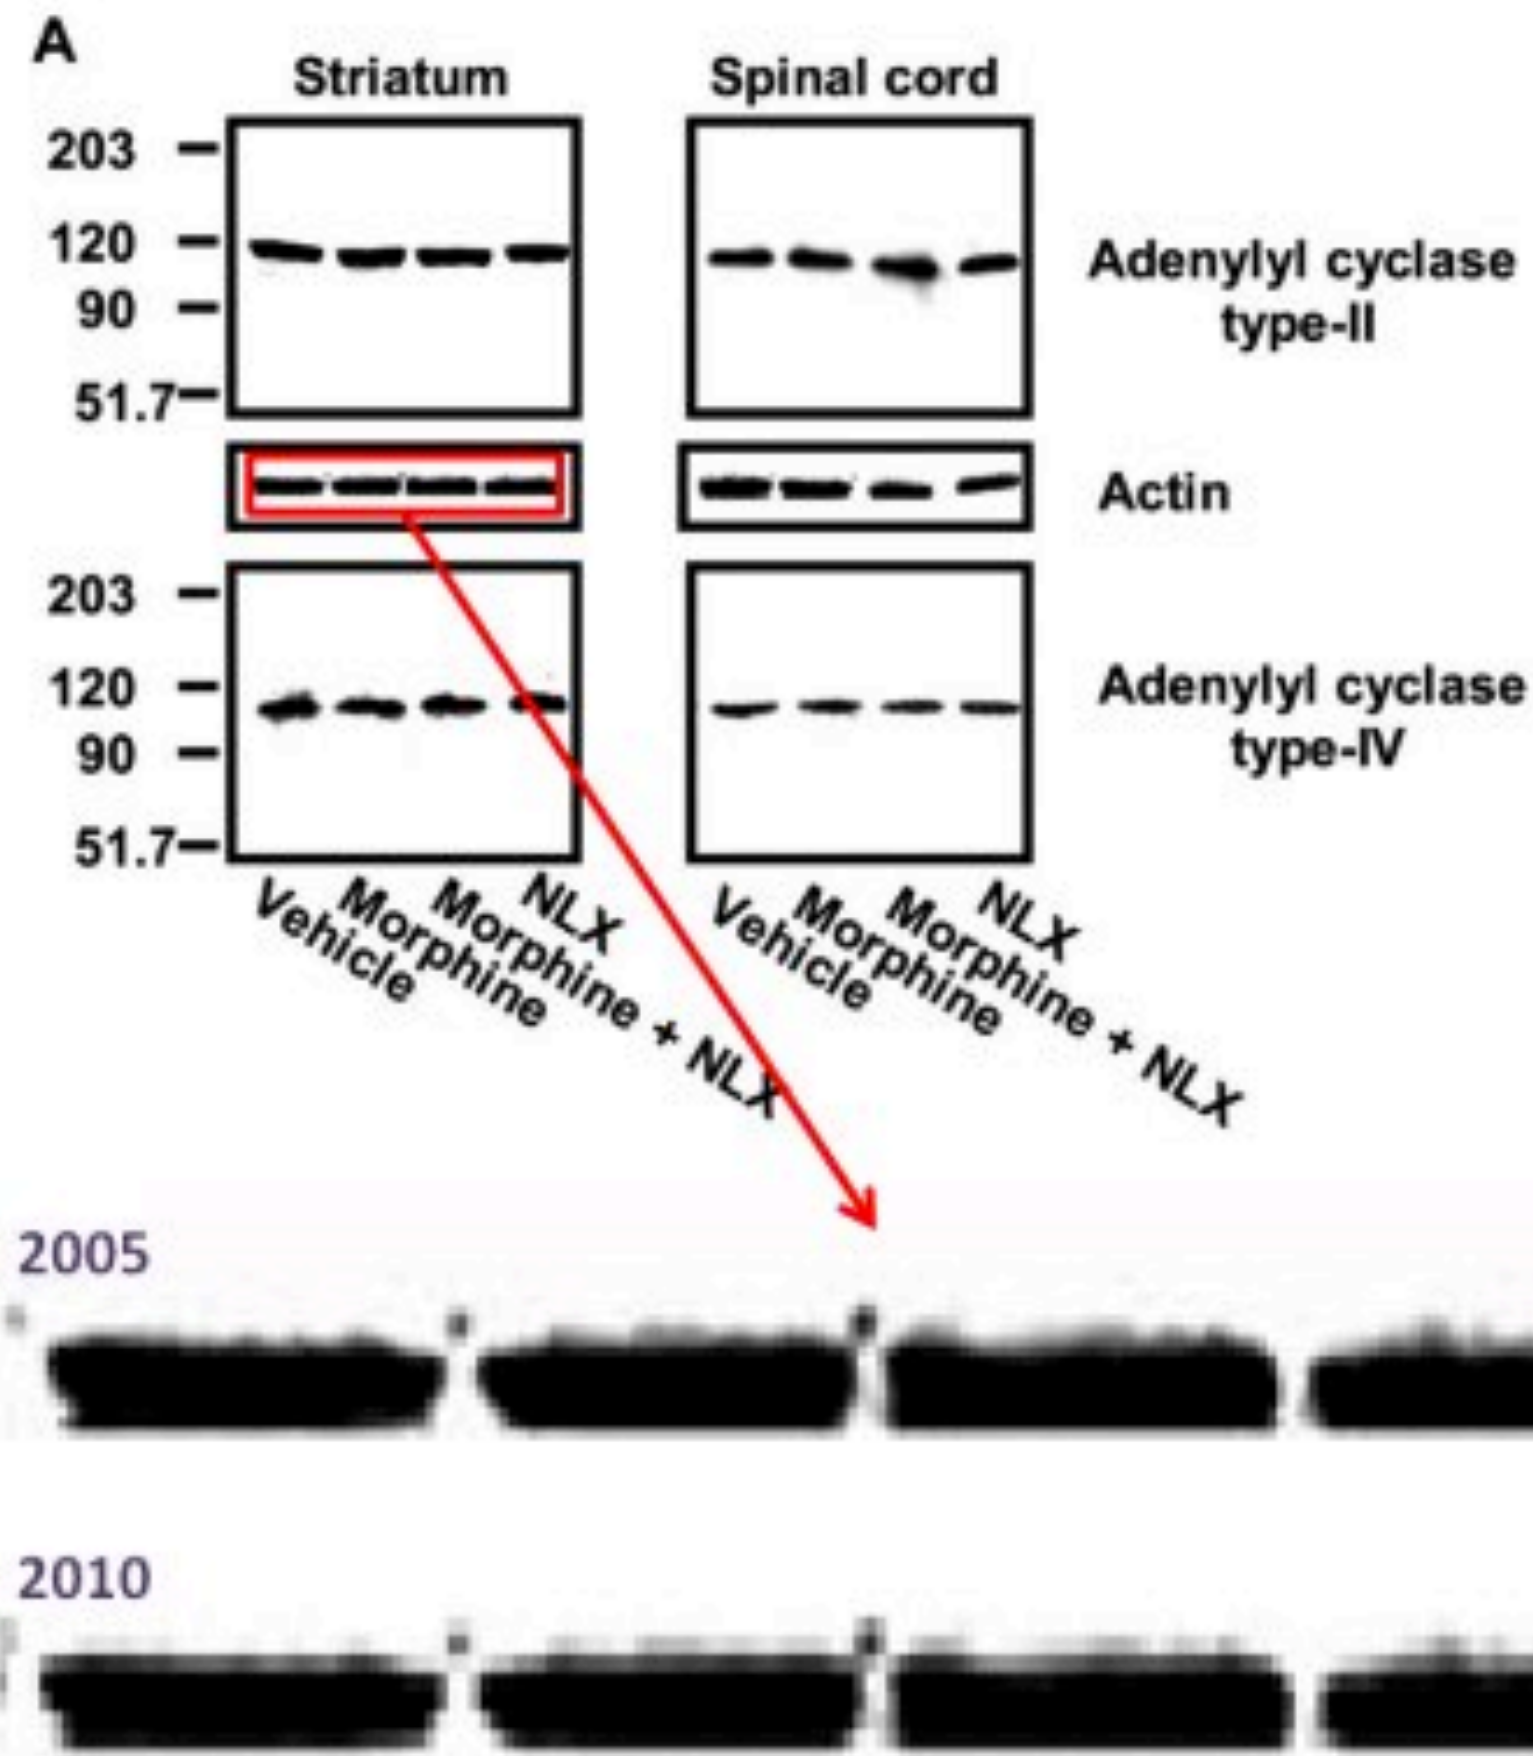 A
Striatum
Spinal cord
203
120
90
51.7
Adenylyl cyclase
type-II
Actin
203
120
90
51.7
Adenylyl cyclase
type-IV
Vehicle
Morphine
Morphine + NLX
NLX
Vehicle
Morphine
Morphine + NLX
NLX
2005
2010